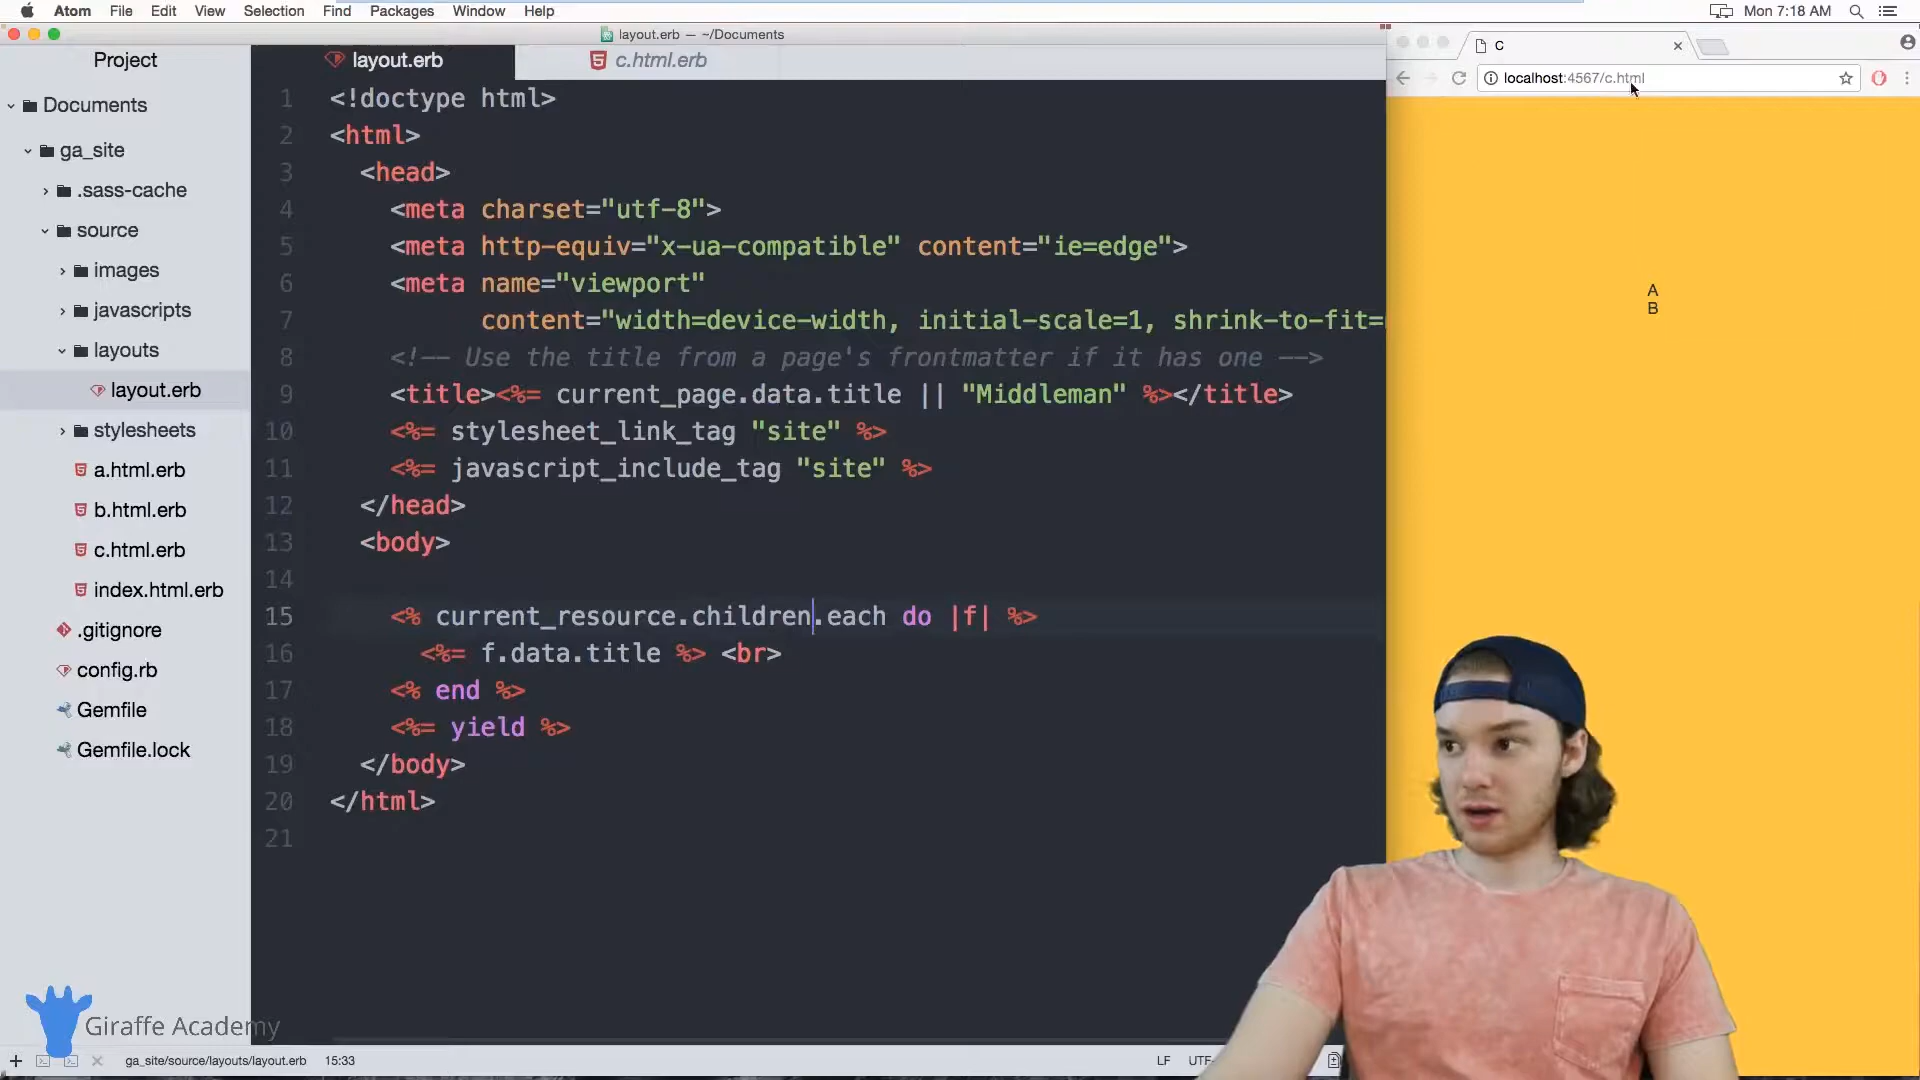 Atom File Edit View Selection Find Packages Window Help Mon 7:18 AM
layout.erb — ~/Documents
Project
Documents
ga_site
.sass-cache
source
images
javascripts
layouts
layout.erb
stylesheets
a.html.erb
b.html.erb
c.html.erb
index.html.erb
.gitignore
config.rb
Gemfile
Gemfile.lock
layout.erb c.html.erb
1 <!doctype html>
2 <html>
3 <head>
4 <meta charset="utf-8">
5 <meta http-equiv="x-ua-compatible" content="ie=edge">
6 <meta name="viewport"
7 content="width=device-width, initial-scale=1, shrink-to-fit=
8 <!-- Use the title from a page's frontmatter if it has one -->
9 <title><%= current_page.data.title || "Middleman" %></title>
10 <%= stylesheet_link_tag "site" %>
11 <%= javascript_include_tag "site" %>
12 </head>
13 <body>
14
15 <% current_resource.children.each do |f| %>
16 <%= f.data.title %> <br>
17 <% end %>
18 <%= yield %>
19 </body>
20 </html>
21
C
localhost:4567/c.html
A
B
Giraffe Academy
ga_site/source/layouts/layout.erb 15:33 LF UTF-